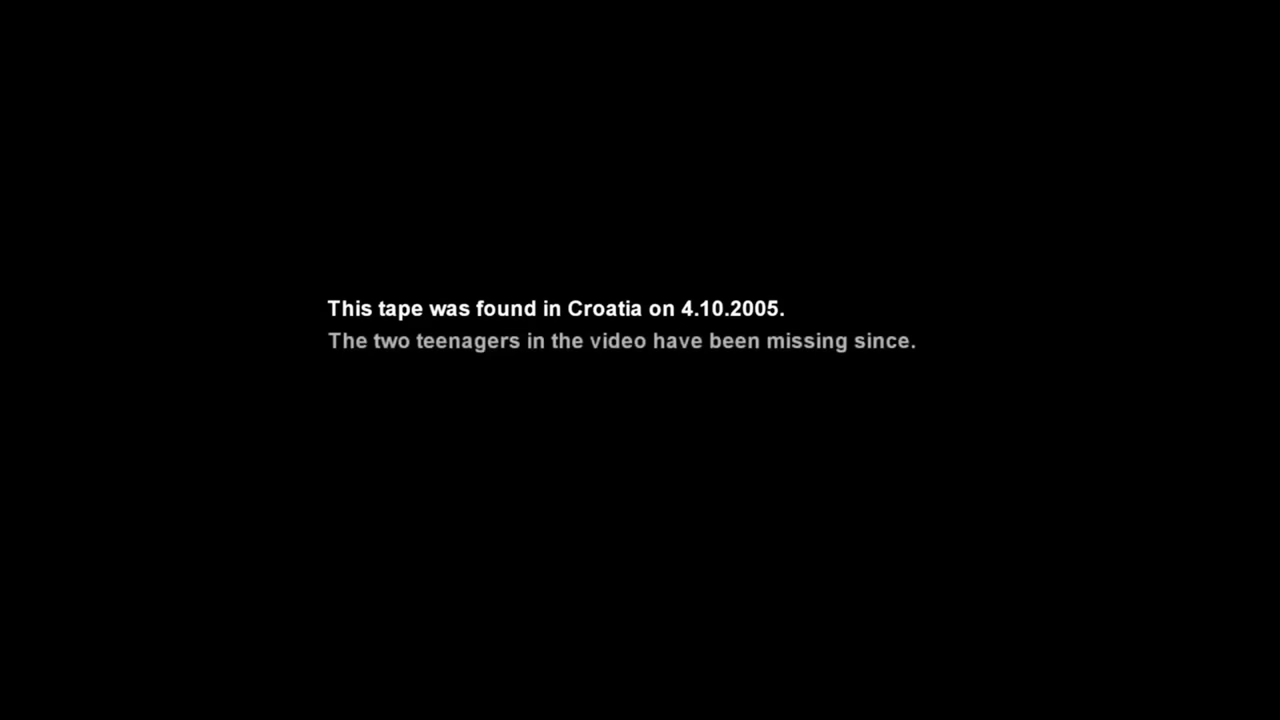 This tape was found in Croatia on 4.10.2005.
The two teenagers in the video have been missing since.